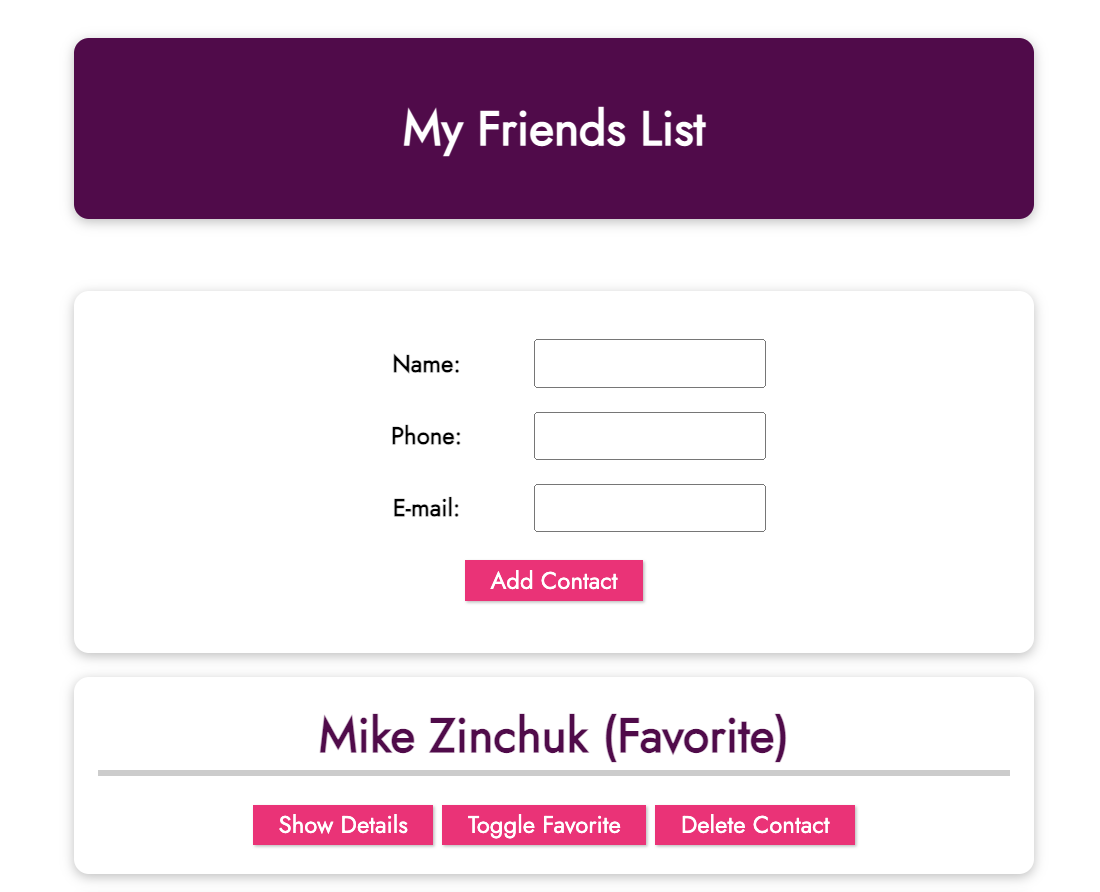 My Friends List
Name:
Phone:
E-mail:
Add Contact
Mike Zinchuk (Favorite)
Show Details Toggle Favorite Delete Contact